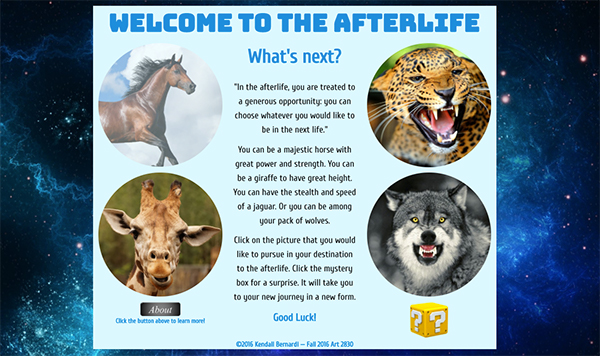 WELCOME TO THE AFTERLIFE
What's next?
"In the afterlife, you are treated to
a generous opportunity: you can
choose whatever you would like to
be in the next life."
You can be a majestic horse with
great power and strength. You can
be a giraffe to have great height.
You can have the stealth and speed
of a jaguar. Or you can be among
your pack of wolves.
Click on the picture that you would
like to pursue in your destination
to the afterlife. Click the mystery
box for a surprise. It will take you
to your new journey in a new form.
Good Luck!
About
Click the button above to learn more!
? ?
©2016 Kendall Bernardi — Fall 2016 Art 2830